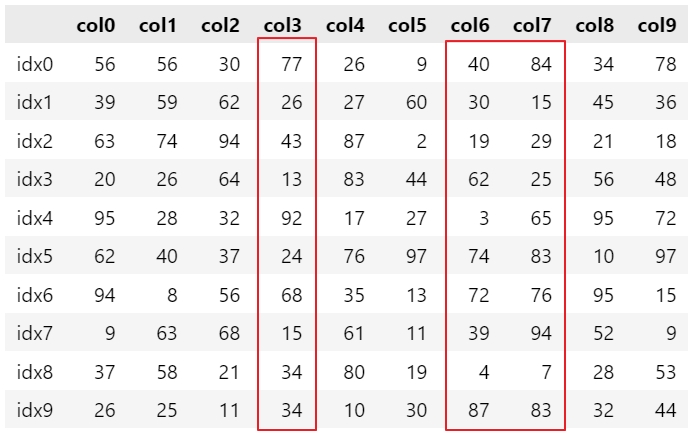 col0 col1 col2 col3 col4 col5 col6 col7 col8 col9
idx0 56 56 30 77 26 9 40 84 34 78
idx1 39 59 62 26 27 60 30 15 45 36
idx2 63 74 94 43 87 2 19 29 21 18
idx3 20 26 64 13 83 44 62 25 56 48
idx4 95 28 32 92 17 27 3 65 95 72
idx5 62 40 37 24 76 97 74 83 10 97
idx6 94 8 56 68 35 13 72 76 95 15
idx7 9 63 68 15 61 11 39 94 52 9
idx8 37 58 21 34 80 19 4 7 28 53
idx9 26 25 11 34 10 30 87 83 32 44